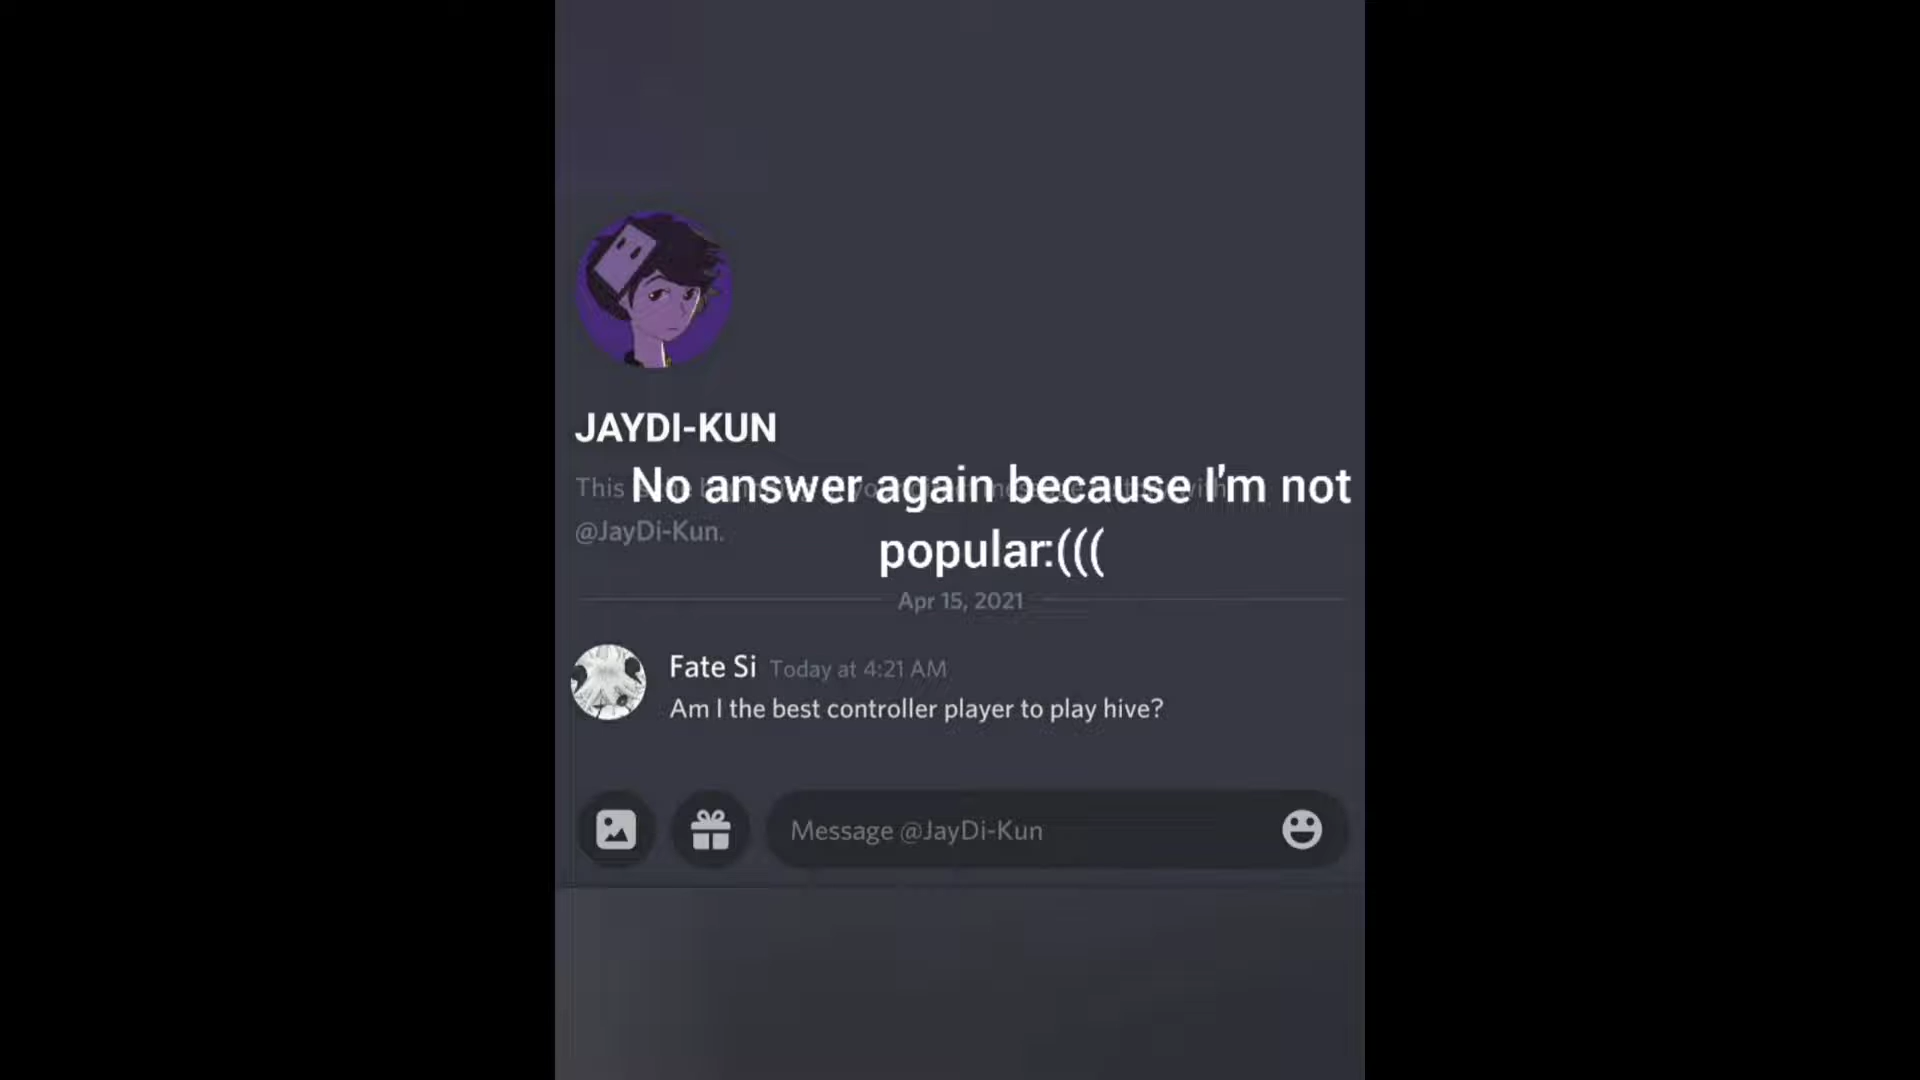 JAYDI-KUN
No answer again because I'm not
popular:(((
This
@JayDi-Kun.
Apr 15, 2021
Fate Si Today at 4:21 AM
Am I the best controller player to play hive?
Message @JayDi-Kun